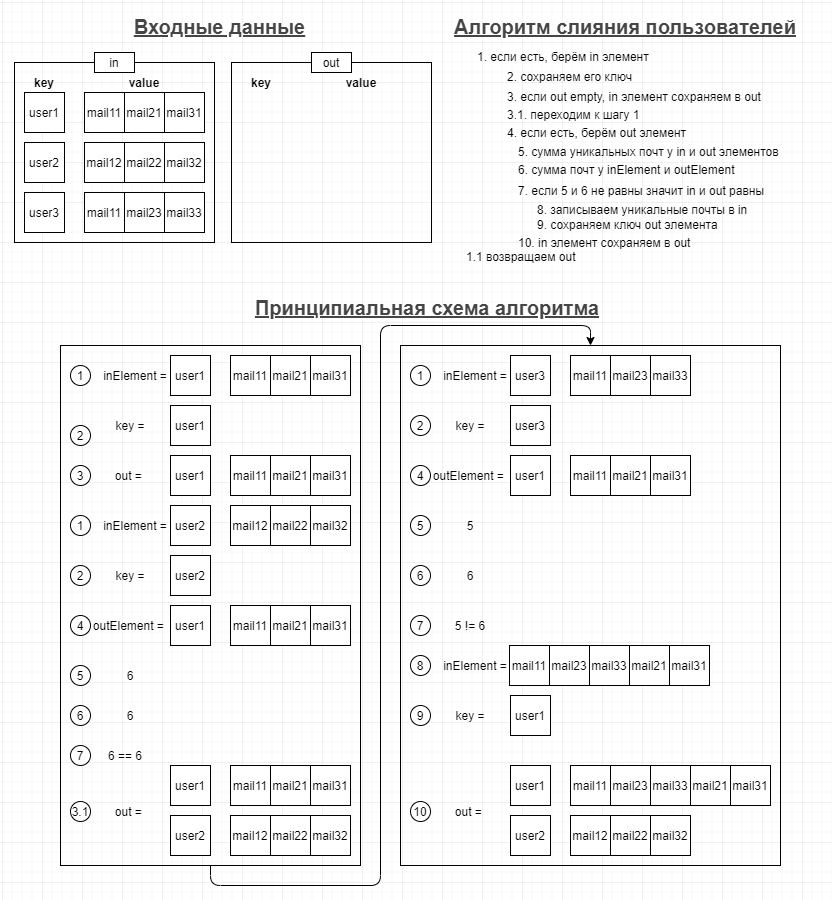 Входные данные
in
key value
user1 mail11 mail21 mail31
user2 mail12 mail22 mail32
user3 mail11 mail23 mail33
out
key value
Алгоритм слияния пользователей
1. если есть, берём in элемент
2. сохраняем его ключ
3. если out empty, in элемент сохраняем в out
3.1. переходим к шагу 1
4. если есть, берём out элемент
5. сумма уникальных почт у in и out элементов
6. сумма почт у inElement и outElement
7. если 5 и 6 не равны значит in и out равны
8. записываем уникальные почты в in
9. сохраняем ключ out элемента
10. in элемент сохраняем в out
1.1 возвращаем out
Принципиальная схема алгоритма
1 inElement = user1 mail11 mail21 mail31
2 key = user1
3 out = user1 mail11 mail21 mail31
1 inElement = user2 mail12 mail22 mail32
2 key = user2
4 outElement = user1 mail11 mail21 mail31
5 6
6 6
7 6 == 6
user1 mail11 mail21 mail31
3.1 out =
user2 mail12 mail22 mail32
1 inElement = user3 mail11 mail23 mail33
2 key = user3
4 outElement = user1 mail11 mail21 mail31
5 5
6 6
7 5 != 6
8 inElement = mail11 mail23 mail33 mail21 mail31
9 key = user1
user1 mail11 mail23 mail33 mail21 mail31
10 out =
user2 mail12 mail22 mail32